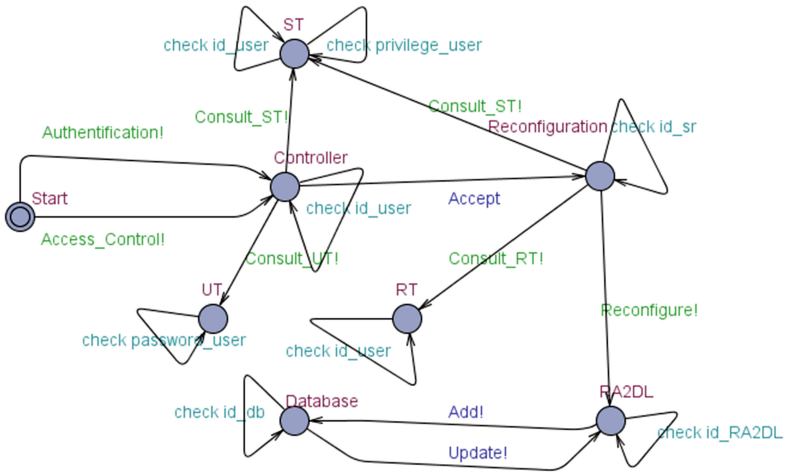 ST
check id_user
check privilege_user
Consult_ST!
Consult_ST!
Reconfiguration
check id_sr
Authentification!
Controller
Start
Accept
check id_user
Access_Control!
Consult_UT!
Consult_RT!
UT
RT
Reconfigure!
check password_user
check id_user
RA2DL
Database
check id_db
Add!
check id_RA2DL
Update!